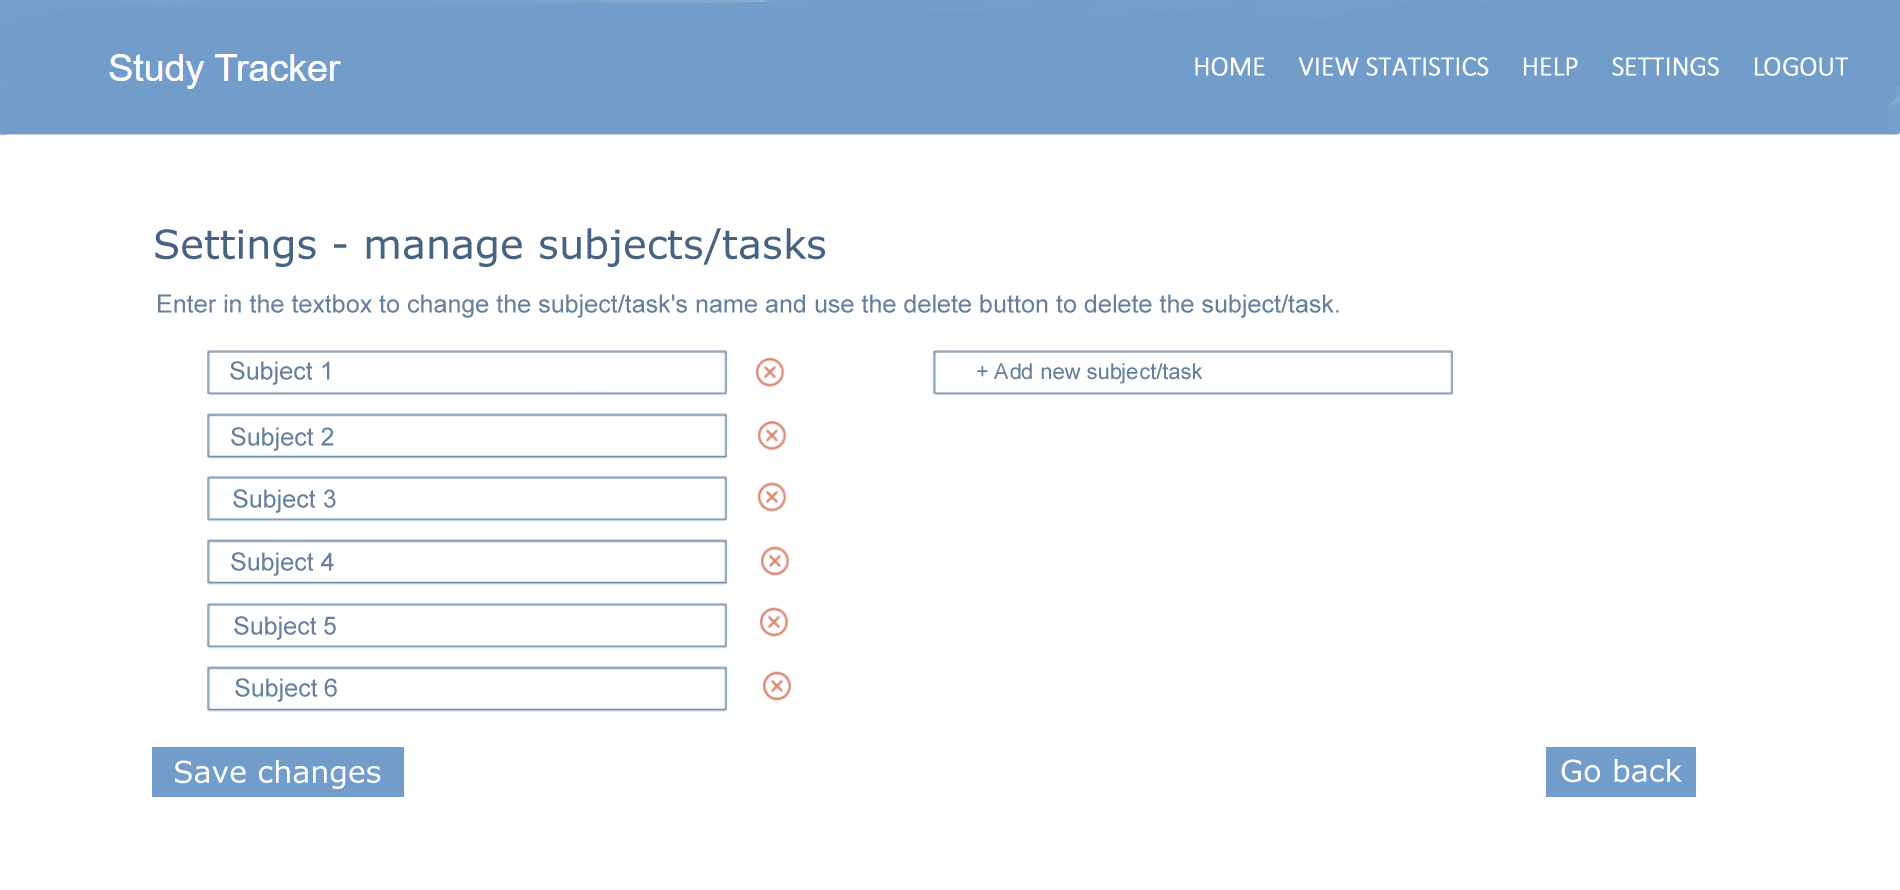 Study Tracker
HOME VIEW STATISTICS HELP SETTINGS LOGOUT
Settings - manage subjects/tasks
Enter in the textbox to change the subject/task's name and use the delete button to delete the subject/task.
Subject 1
+ Add new subject/task
Subject 2
Subject 3
Subject 4
Subject 5
Subject 6
Save changes
Go back